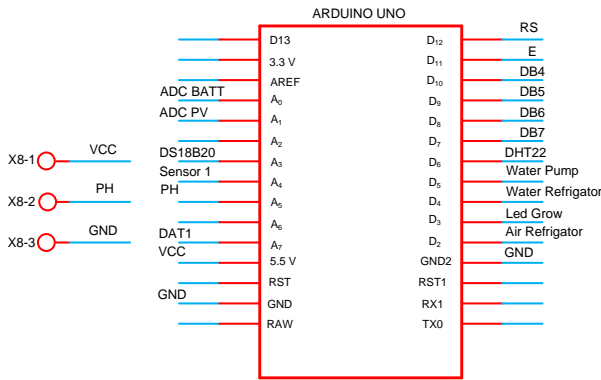 ARDUINO UNO
D13 D₁₂ RS
3.3 V D₁₁ E
AREF D₁₀ DB4
ADC BATT A₀ D₉ DB5
ADC PV A₁ D₈ DB6
A₂ D₇ DB7
X8-1 VCC DS18B20 A₃ D₆ DHT22
Sensor 1 A₄ D₅ Water Pump
X8-2 PH PH A₅ D₄ Water Refrigator
A₆ D₃ Led Grow
X8-3 GND DAT1 A₇ D₂ Air Refrigator
VCC 5.5 V GND2 GND
RST RST1
GND GND RX1
RAW TX0